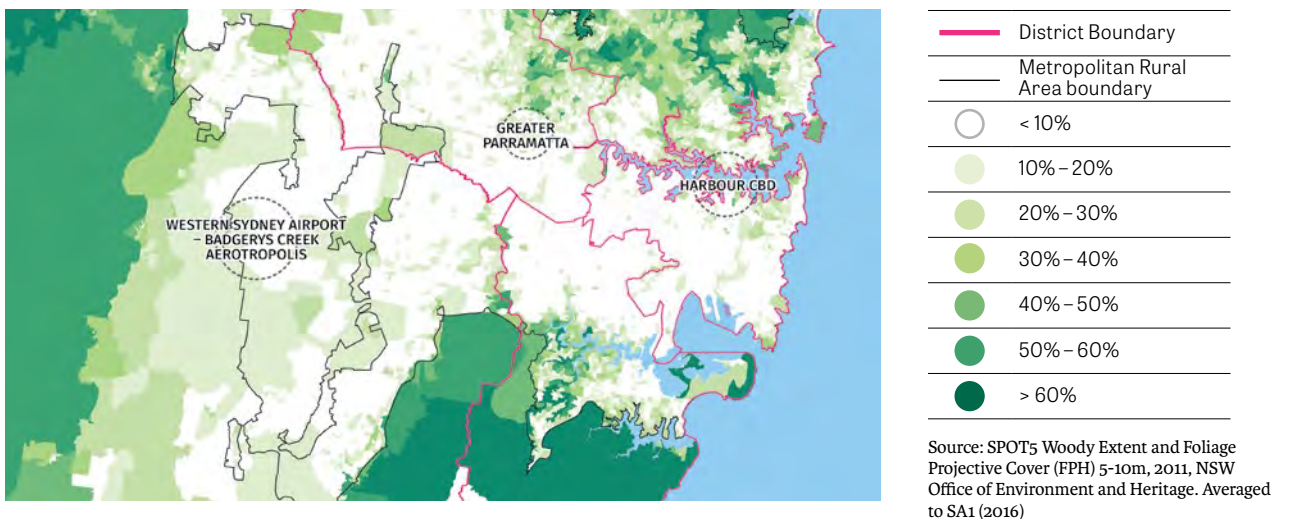 GREATER
PARRAMATTA
HARBOUR CBD
WESTERN SYDNEY AIRPORT
– BADGERYS CREEK
AEROTROPOLIS
District Boundary
Metropolitan Rural
Area boundary
< 10%
10% – 20%
20% – 30%
30% – 40%
40% – 50%
50% – 60%
> 60%
Source: SPOT5 Woody Extent and Foliage
Projective Cover (FPH) 5-10m, 2011, NSW
Office of Environment and Heritage. Averaged
to SA1 (2016)